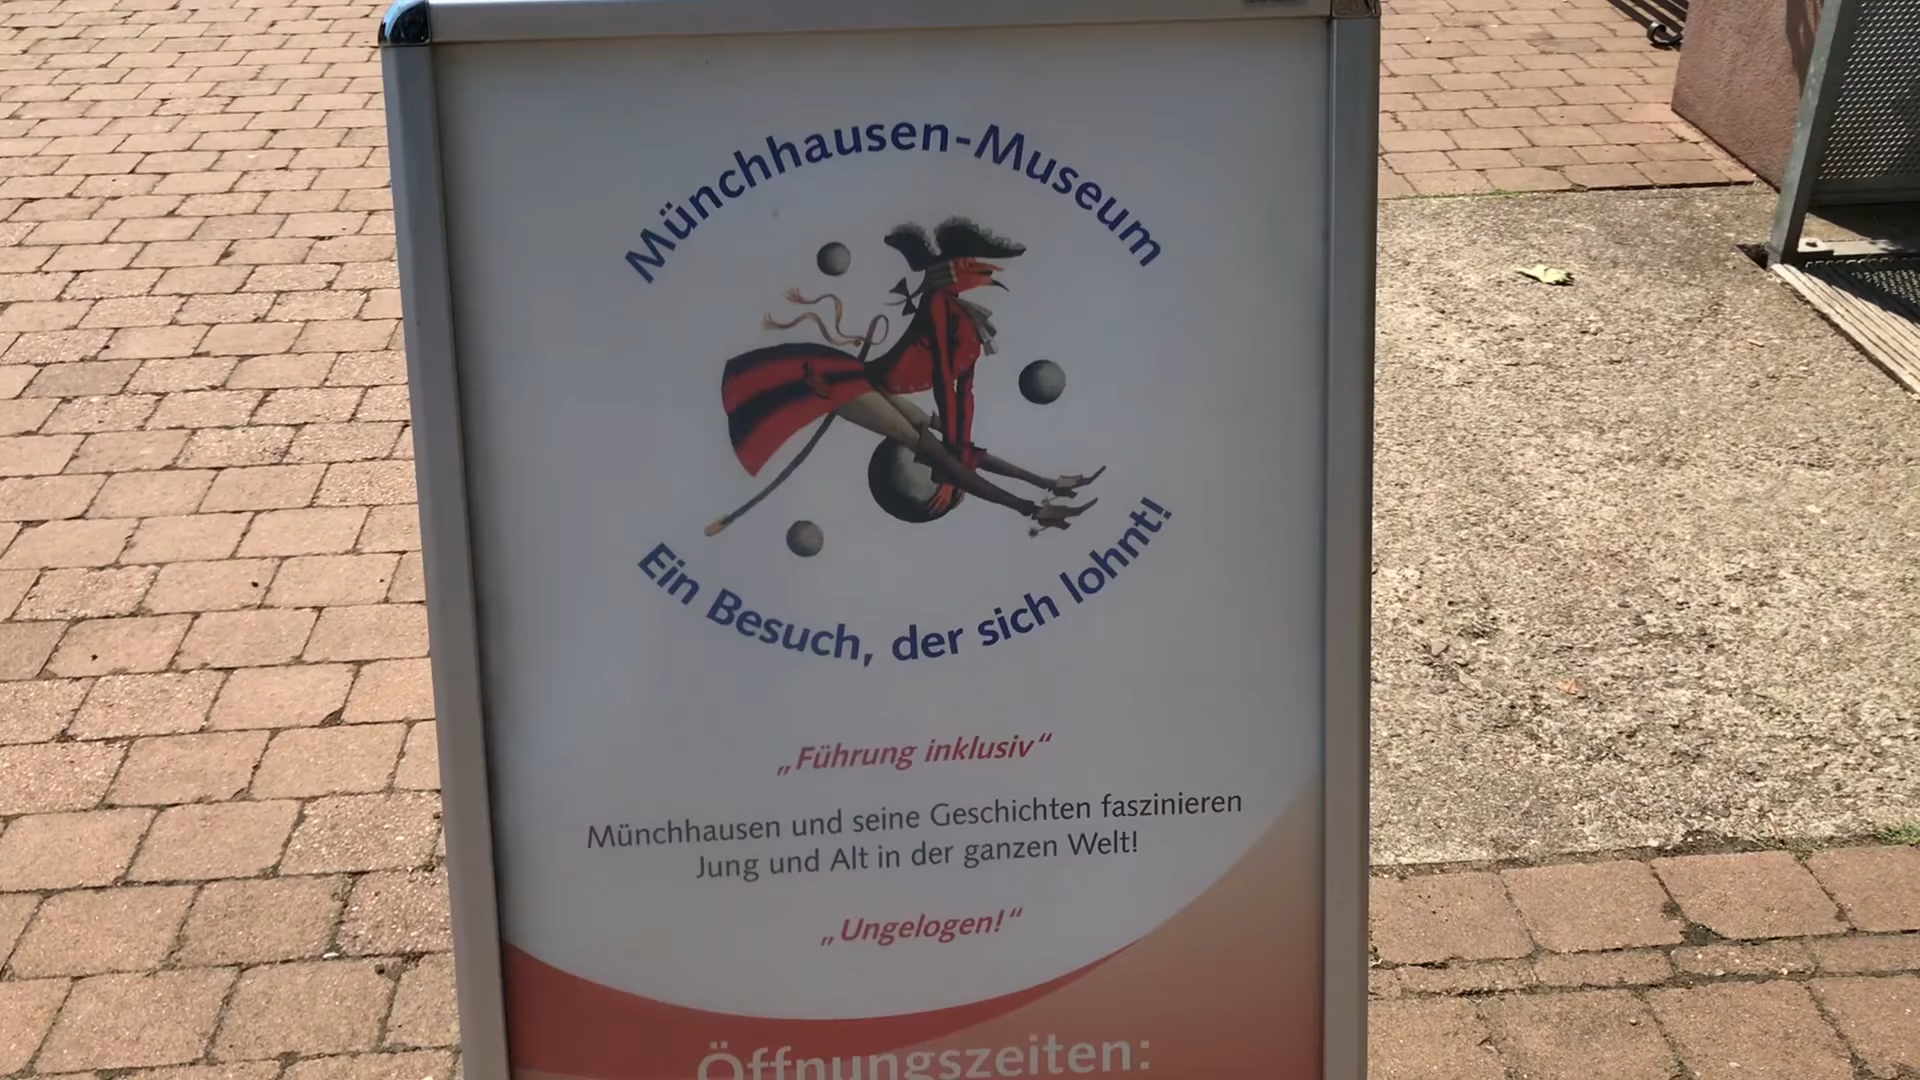 Münchhausen-Museum
Ein Besuch, der sich lohnt!
„Führung inklusiv“
Münchhausen und seine Geschichten faszinieren
Jung und Alt in der ganzen Welt!
„Ungelogen!“
Öffnungszeiten: